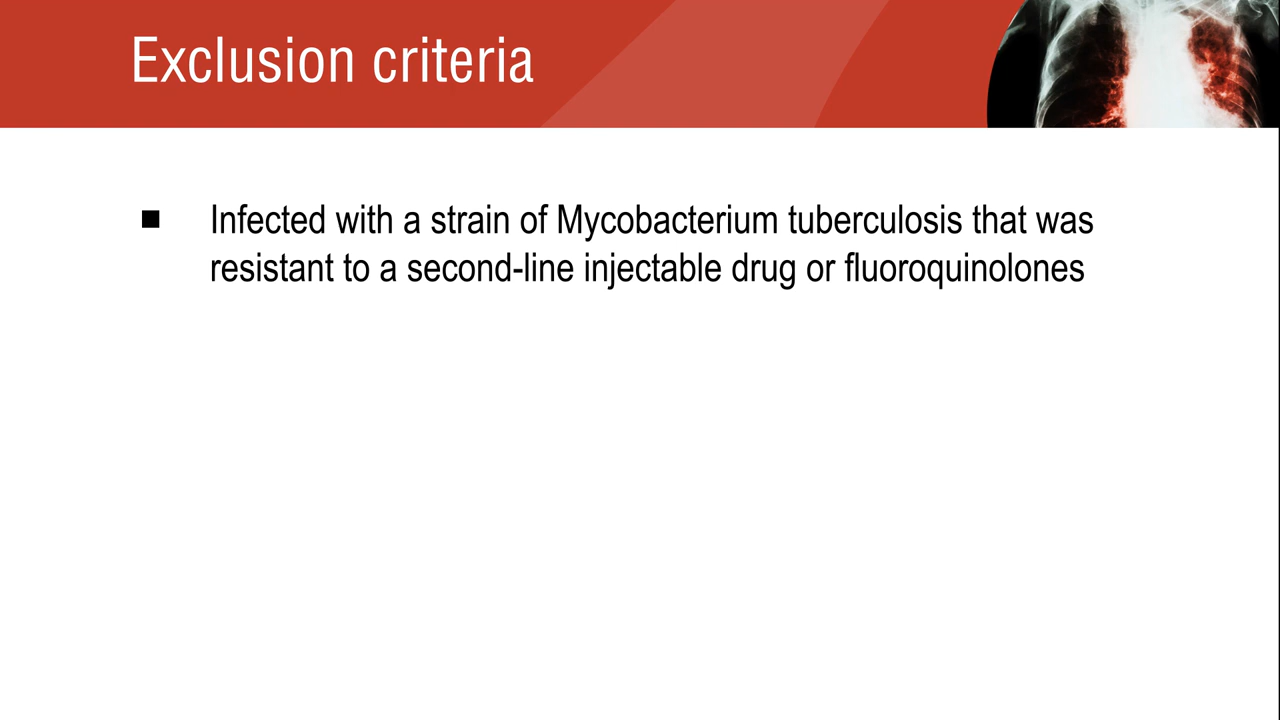 Exclusion criteria
Infected with a strain of Mycobacterium tuberculosis that was
resistant to a second-line injectable drug or fluoroquinolones